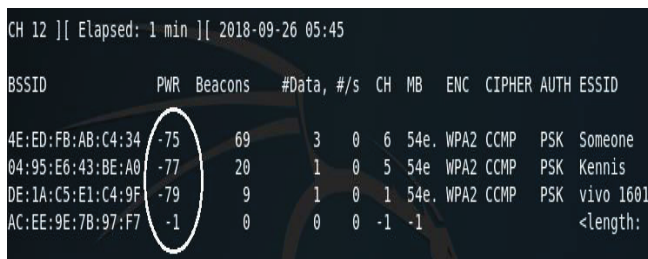 CH 12 ][ Elapsed: 1 min ][ 2018-09-26 05:45
BSSID PWR Beacons #Data, #/s CH MB ENC CIPHER AUTH ESSID
4E:ED:FB:AB:C4:34 -75 69 3 0 6 54e. WPA2 CCMP PSK Someone
04:95:E6:43:BE:A0 -77 20 1 0 5 54e WPA2 CCMP PSK Kennis
DE:1A:C5:E1:C4:9F -79 9 1 0 1 54e. WPA2 CCMP PSK vivo 1601
AC:EE:9E:7B:97:F7 -1 0 0 0 -1 -1 <length: